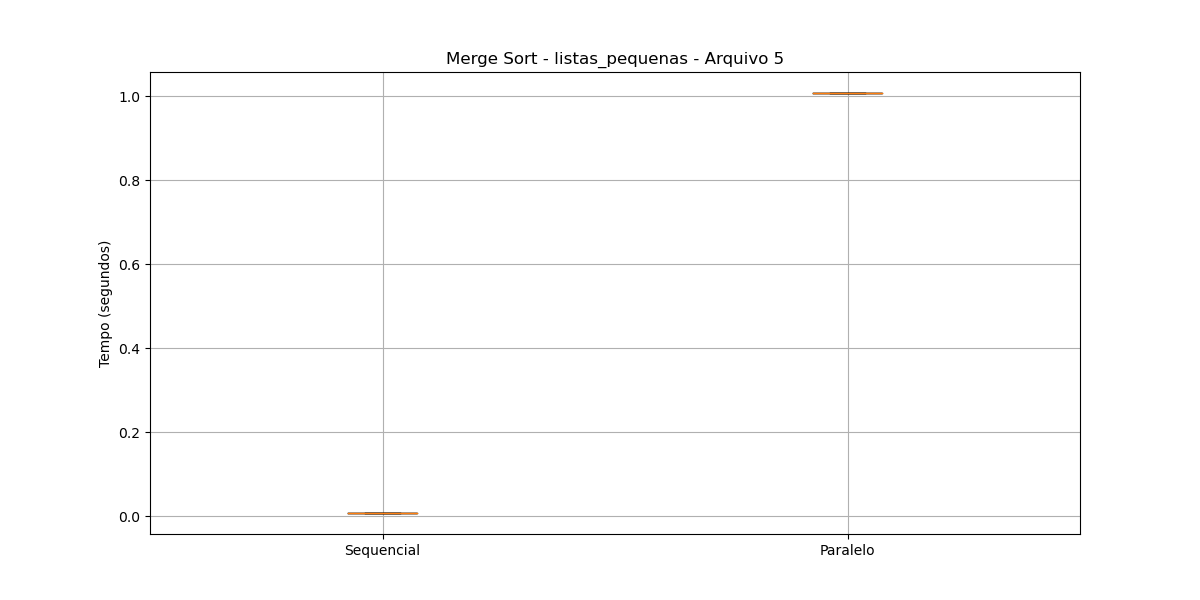 Merge Sort - listas_pequenas - Arquivo 5
Tempo (segundos)
1.0
0.8
0.6
0.4
0.2
0.0
Sequencial
Paralelo